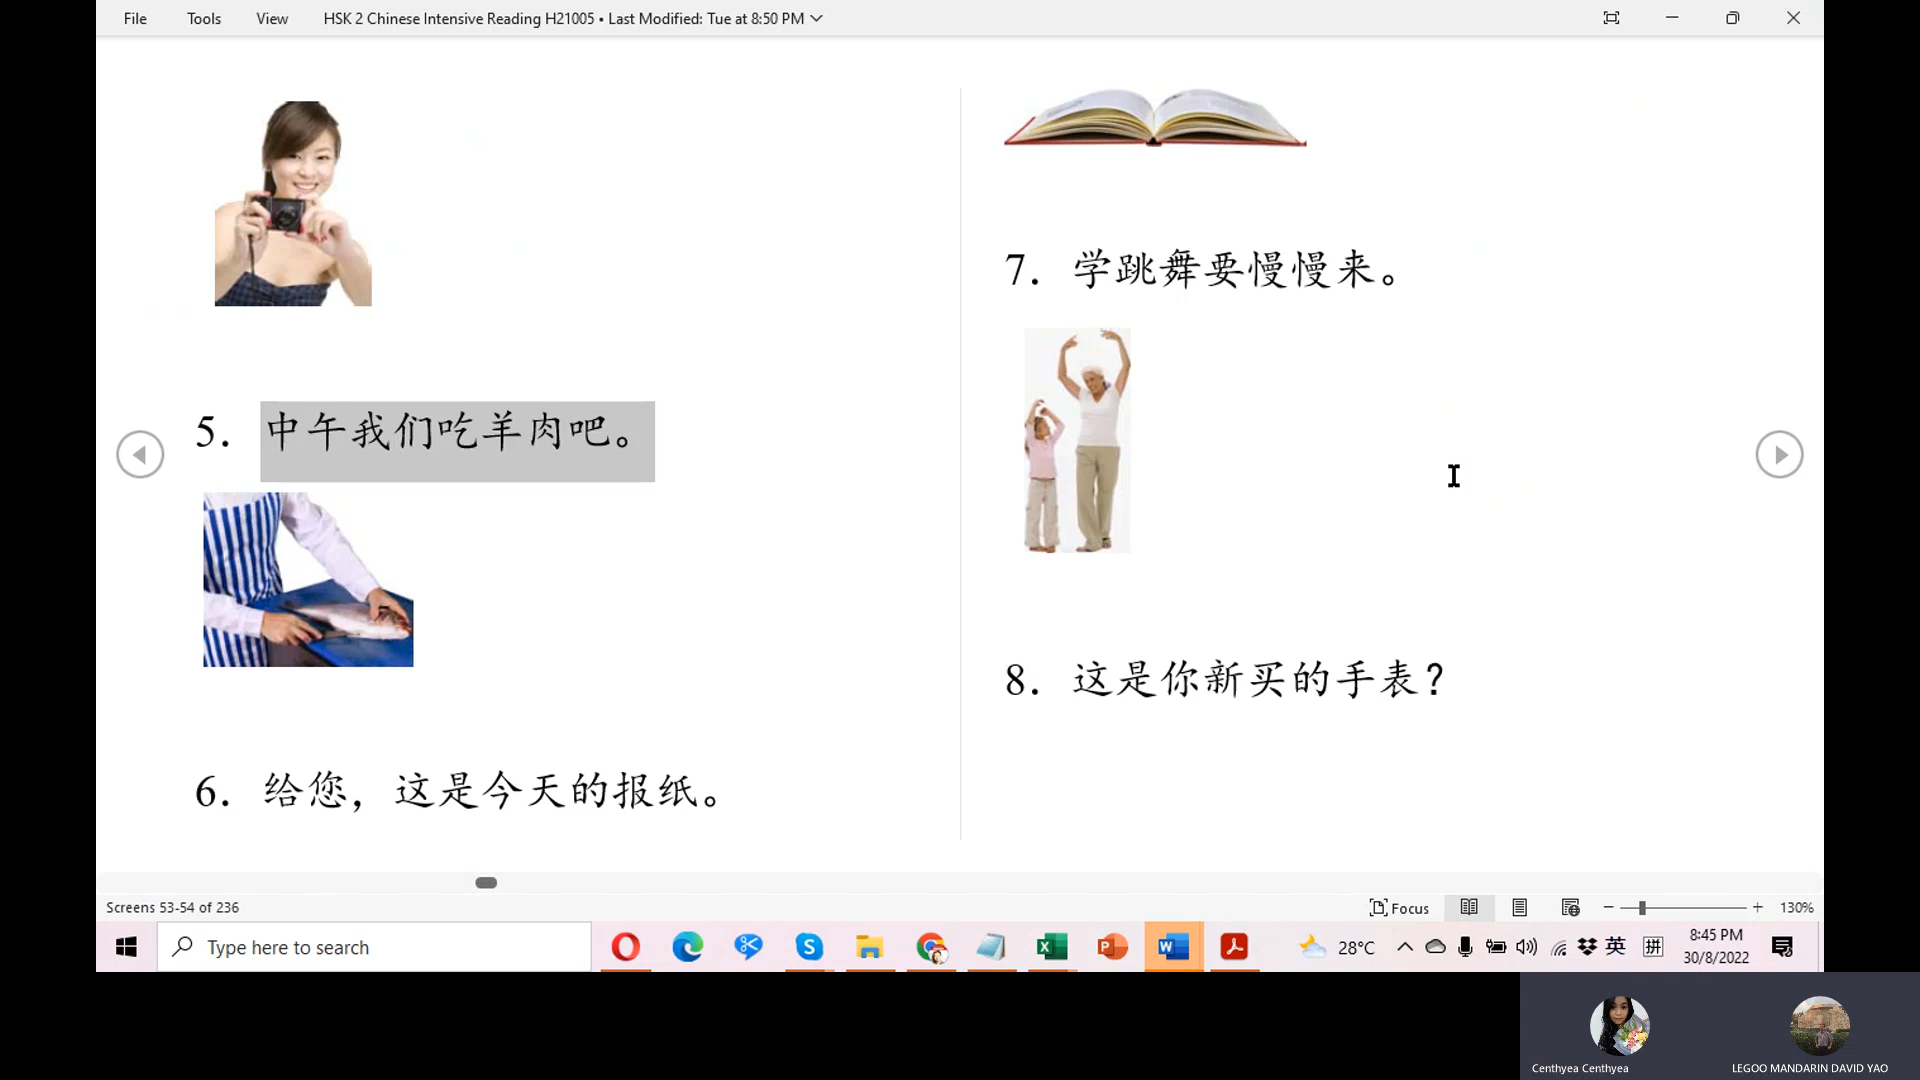 File Tools View HSK 2 Chinese Intensive Reading H21005 • Last Modified: Tue at 8:50 PM
5. 中午我们吃羊肉吧。
6. 给您，这是今天的报纸。
7. 学跳舞要慢慢来。
8. 这是你新买的手表？
Screens 53-54 of 236
Focus
130%
Type here to search
28°C
英
拼
8:45 PM
30/8/2022
Centhyea Centhyea
LEGOO MANDARIN DAVID YAO